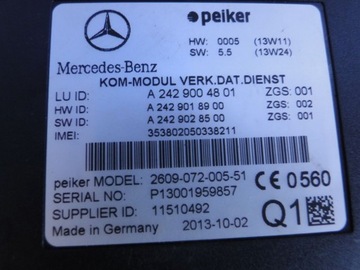 peiker
HW: 0005 (13W11)
SW: 5.5 (13W24)
Mercedes-Benz
KOM-MODUL VERK.DAT.DIENST
LU ID: A 242 900 48 01 ZGS: 001
HW ID: A 242 901 89 00 ZGS: 002
SW ID: A 242 902 85 00 ZGS: 001
IMEI: 353802050338211
peiker MODEL: 2609-072-005-51 CE 0560
SERIAL NO: P13001959857
SUPPLIER ID: 11510492 Q1
Made in Germany 2013-10-02